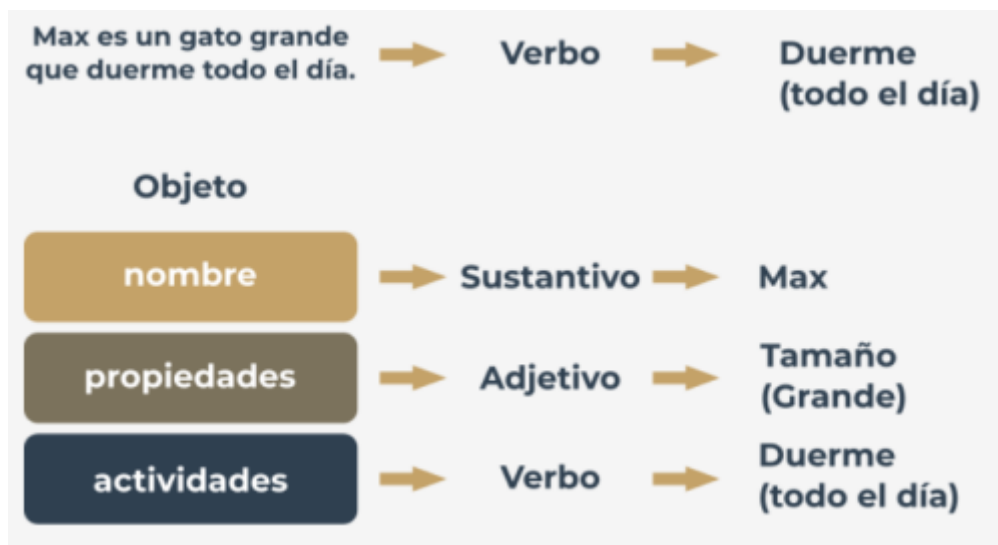 Max es un gato grande
que duerme todo el día.
Verbo
Duerme
(todo el día)
Objeto
nombre
Sustantivo
Max
propiedades
Adjetivo
Tamaño
(Grande)
actividades
Verbo
Duerme
(todo el día)